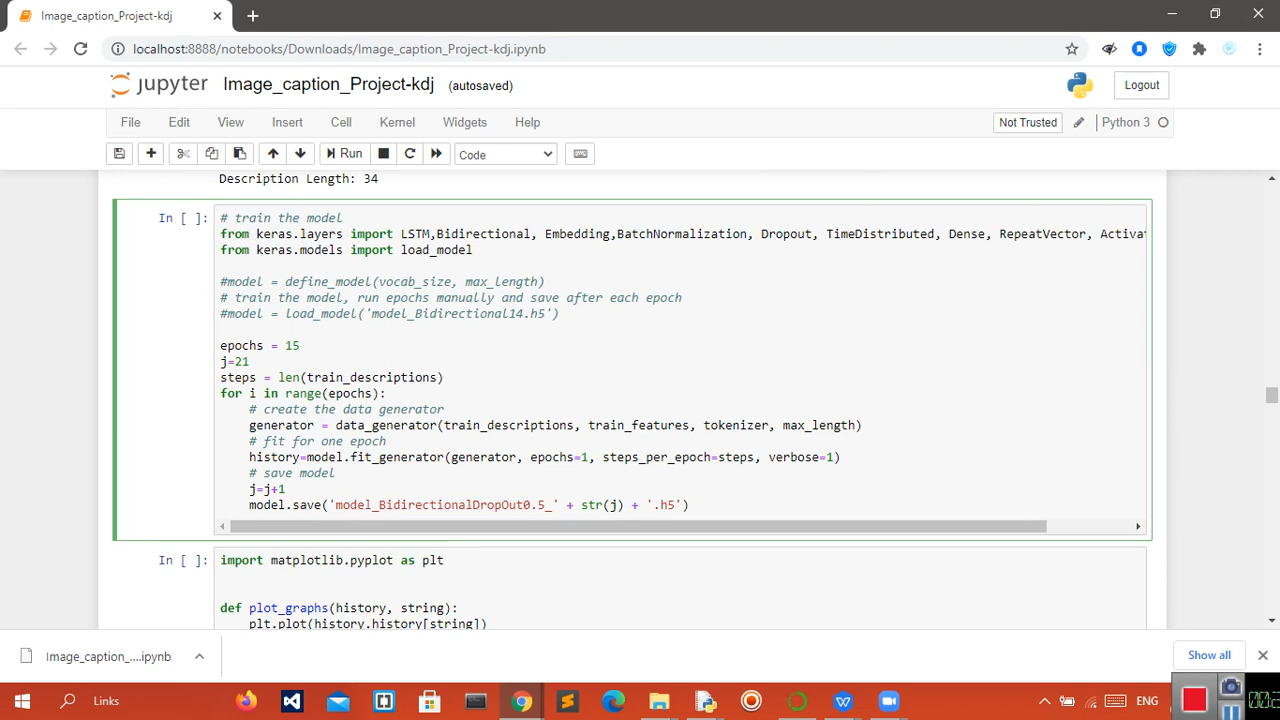 Image_caption_Project-kdj
localhost:8888/notebooks/Downloads/Image_caption_Project-kdj.ipynb
jupyter Image_caption_Project-kdj (autosaved) Logout
File Edit View Insert Cell Kernel Widgets Help Not Trusted Python 3
Run Code
Description Length: 34
In [ ]: # train the model
from keras.layers import LSTM,Bidirectional, Embedding,BatchNormalization, Dropout, TimeDistributed, Dense, RepeatVector, Activat
from keras.models import load_model
#model = define_model(vocab_size, max_length)
# train the model, run epochs manually and save after each epoch
#model = load_model('model_Bidirectional14.h5')
epochs = 15
j=21
steps = len(train_descriptions)
for i in range(epochs):
    # create the data generator
    generator = data_generator(train_descriptions, train_features, tokenizer, max_length)
    # fit for one epoch
    history=model.fit_generator(generator, epochs=1, steps_per_epoch=steps, verbose=1)
    # save model
    j=j+1
    model.save('model_BidirectionalDropOut0.5_' + str(j) + '.h5')
In [ ]: import matplotlib.pyplot as plt
def plot_graphs(history, string):
    plt.plot(history.history[string])
Image_caption_....ipynb Show all
Links ENG